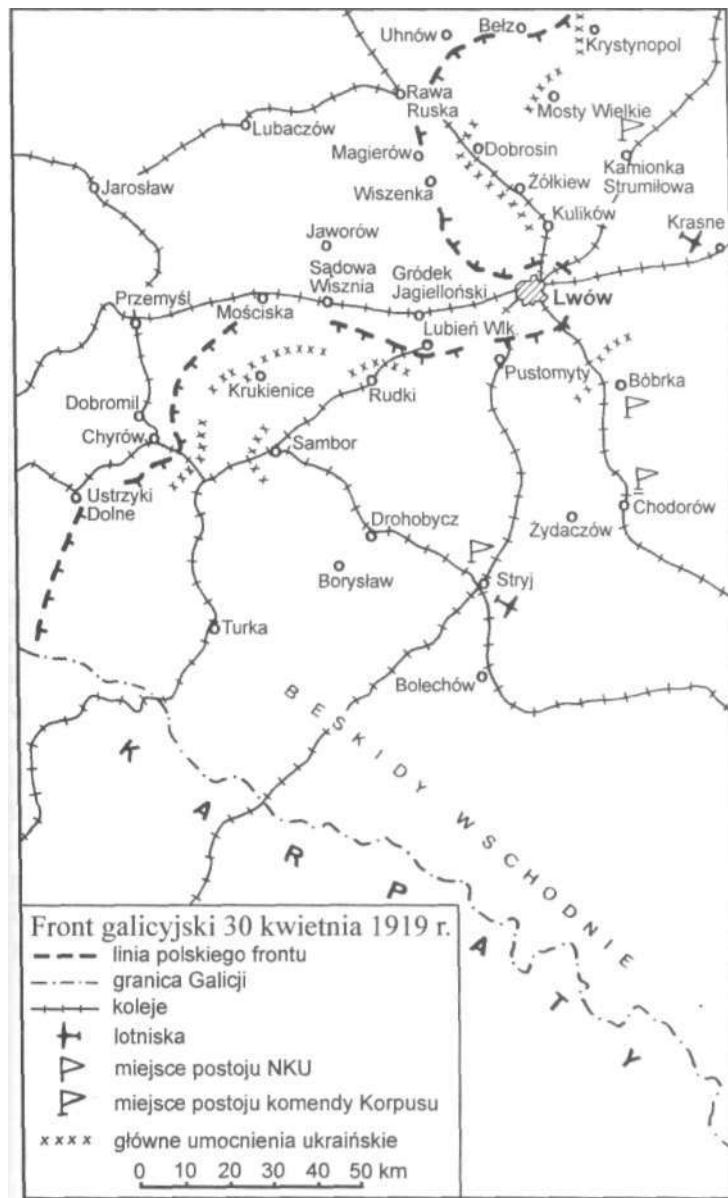 Uhnów
Bełz
Krystynopol
Rawa
Ruska
Mosty Wielkie
Lubaczów
Magierów
Dobrosin
Kamionka
Strumiłowa
Jarosław
Wiszenka
Żółkiew
Kulików
Krasne
Jaworów
Sądowa
Wisznia
Gródek
Jagielloński
Przemyśl
Mościska
Lwów
Lubień Wlk.
Krukienice
Rudki
Pustomyty
Bóbrka
Dobromil
Chyrów
Sambor
Ustrzyki
Dolne
Drohobycz
Chodorów
Żydaczów
Borysław
Stryj
Turka
Bolechów
BESKIDY WSCHODNIE
KARPATY
Front galicyjski 30 kwietnia 1919 r.
linia polskiego frontu
granica Galicji
koleje
lotniska
miejsce postoju NKU
miejsce postoju komendy Korpusu
główne umocnienia ukraińskie
0 10 20 30 40 50 km